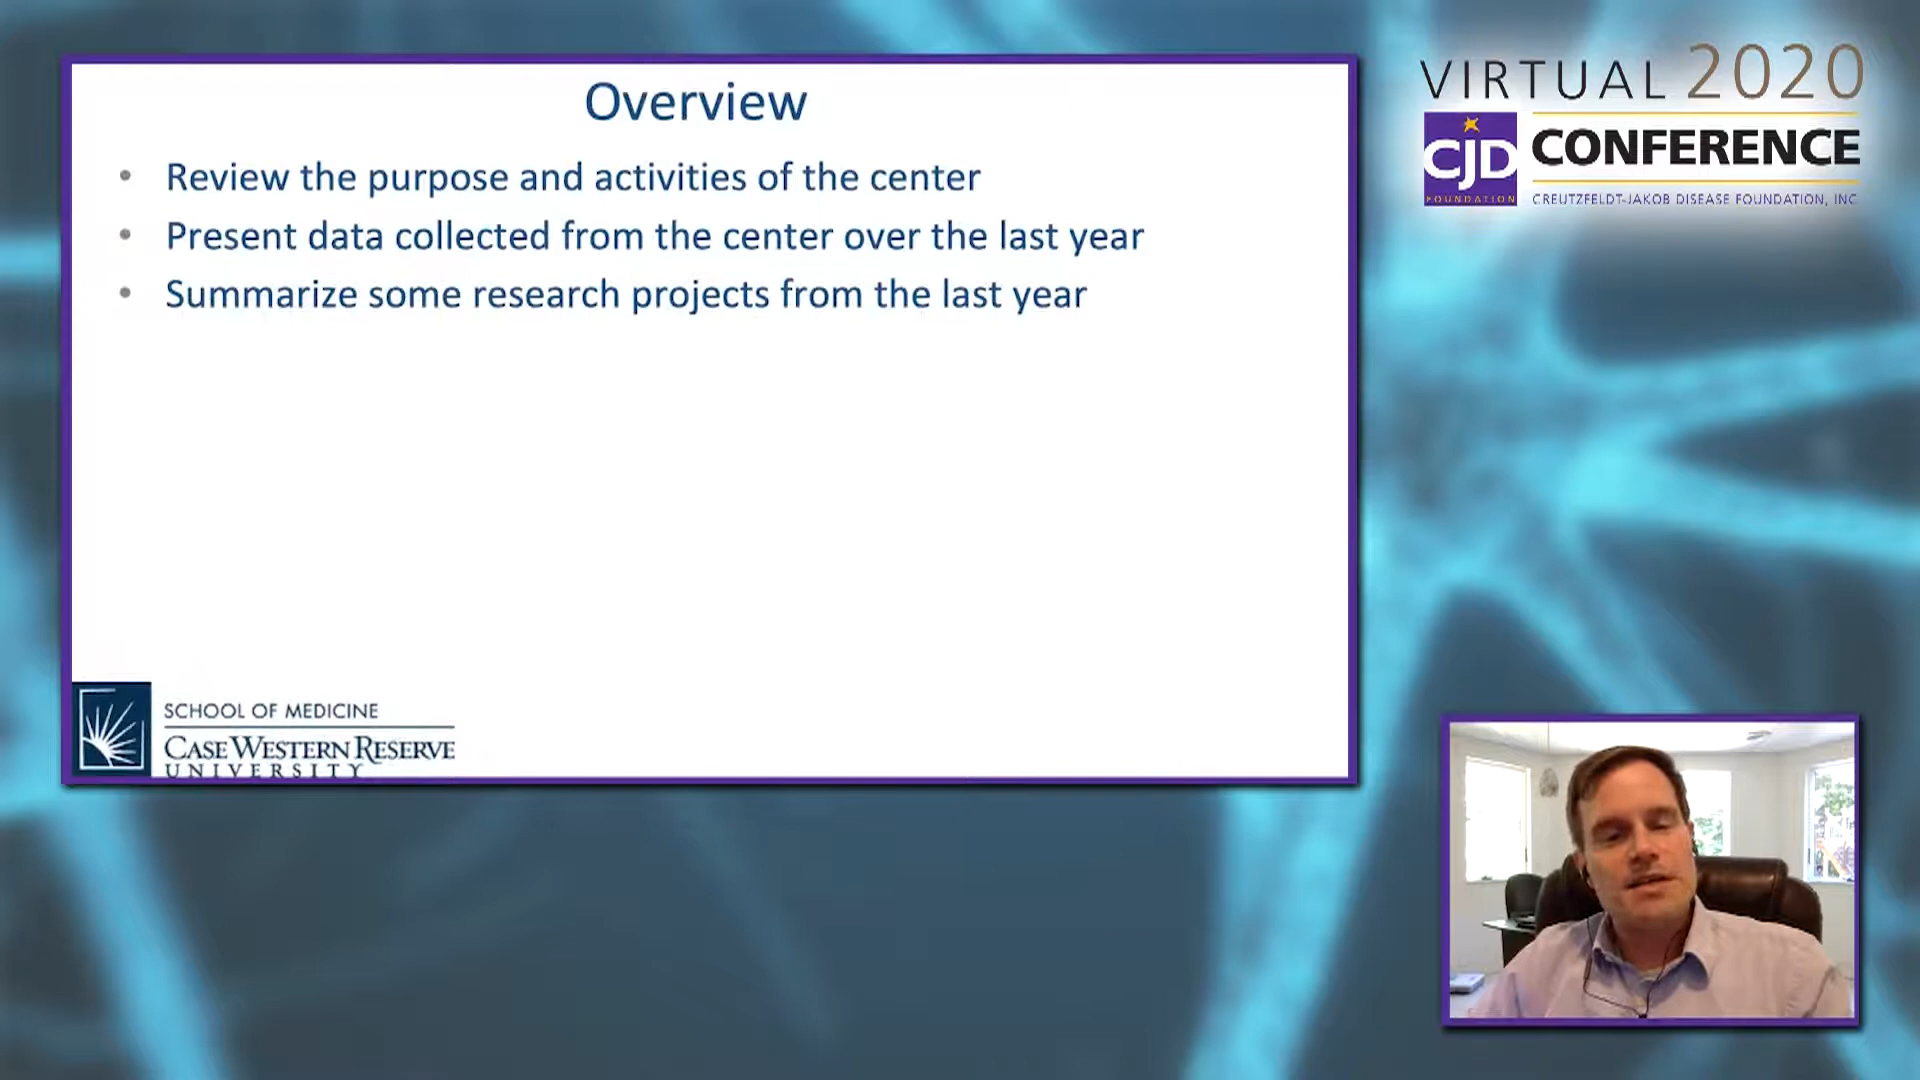 Overview
• Review the purpose and activities of the center
• Present data collected from the center over the last year
• Summarize some research projects from the last year
SCHOOL OF MEDICINE
CASE WESTERN RESERVE
UNIVERSITY
VIRTUAL 2020
CJD
FOUNDATION
CONFERENCE
CREUTZFELDT-JAKOB DISEASE FOUNDATION, INC